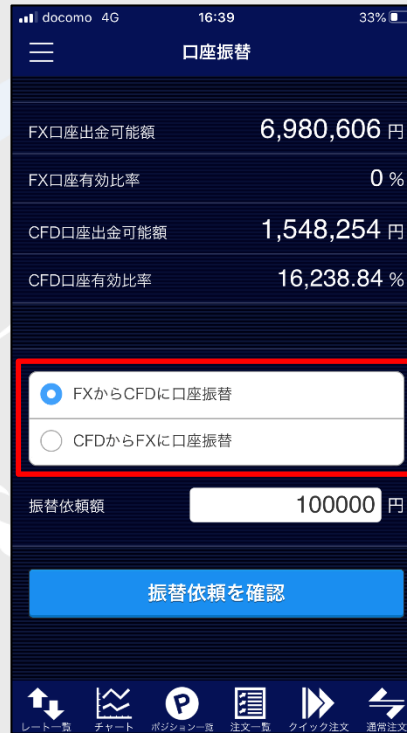 docomo 4G 16:39 33%
口座振替
FX口座出金可能額 6,980,606 円
FX口座有効比率 0 %
CFD口座出金可能額 1,548,254 円
CFD口座有効比率 16,238.84 %
FXからCFDに口座振替
CFDからFXに口座振替
振替依頼額 100000 円
振替依頼を確認
レート一覧 チャート ポジション一覧 注文一覧 クイック注文 通常注文